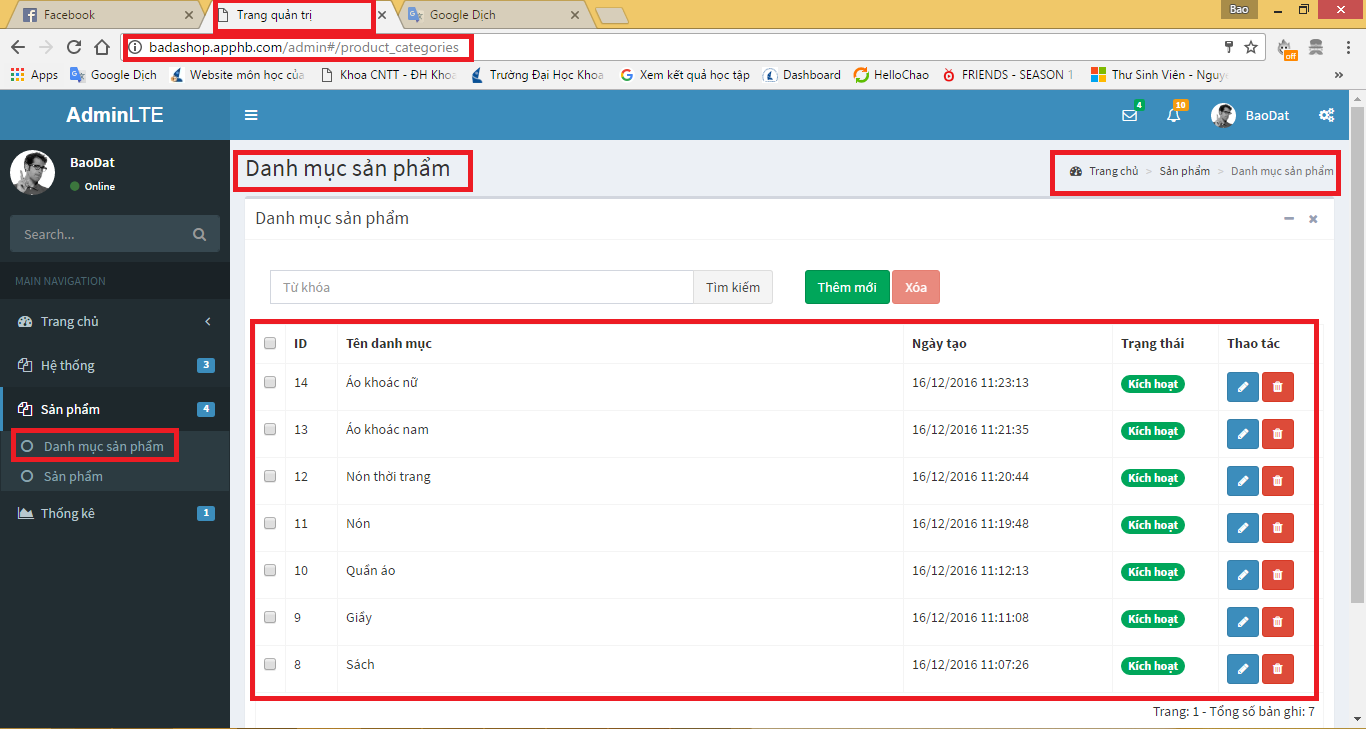 Facebook Trang quản trị Google Dịch Bao
badashop.apphb.com/admin#/product_categories
Apps Google Dịch Website môn học củ Khoa CNTT - ĐH Kho Trường Đại Học Khoa Xem kết quả học tập Dashboard HelloChao FRIENDS - SEASON 1 Thư Sinh Viên - Nguy »
off
AdminLTE 4 10 BaoDat
BaoDat
Online
Search...
MAIN NAVIGATION
Trang chủ
Hệ thống 3
Sản phẩm 4
Danh mục sản phẩm
Sản phẩm
Thống kê 1
Danh mục sản phẩm Trang chủ > Sản phẩm > Danh mục sản phẩm
Danh mục sản phẩm
Từ khóa Tìm kiếm Thêm mới Xóa
ID Tên danh mục Ngày tạo Trạng thái Thao tác
14 Áo khoác nữ 16/12/2016 11:23:13 Kích hoạt
13 Áo khoác nam 16/12/2016 11:21:35 Kích hoạt
12 Nón thời trang 16/12/2016 11:20:44 Kích hoạt
11 Nón 16/12/2016 11:19:48 Kích hoạt
10 Quần áo 16/12/2016 11:12:13 Kích hoạt
9 Giầy 16/12/2016 11:11:08 Kích hoạt
8 Sách 16/12/2016 11:07:26 Kích hoạt
Trang: 1 - Tổng số bản ghi: 7